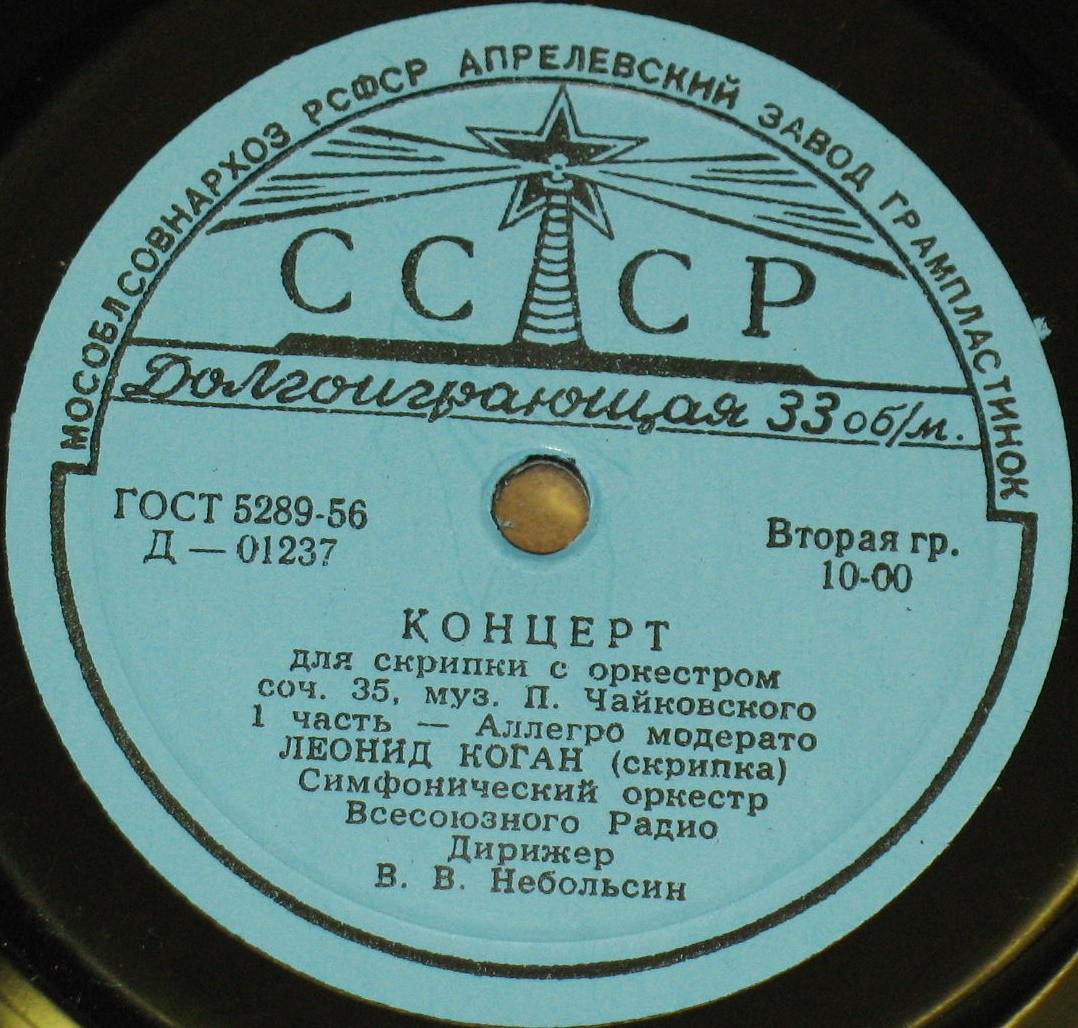 МОСОБЛСОВНАРХОЗ РСФСР АПРЕЛЕВСКИЙ ЗАВОД ГРАМПЛАСТИНОК
СССР
Долгоиграющая 33 об/м.
ГОСТ 5289-56
Д — 01237
Вторая гр.
10-00
КОНЦЕРТ
для скрипки с оркестром
соч. 35, муз. П. Чайковского
1 часть — Аллегро модерато
ЛЕОНИД КОГАН (скрипка)
Симфонический оркестр
Всесоюзного Радио
Дирижер
В. В. Небольсин